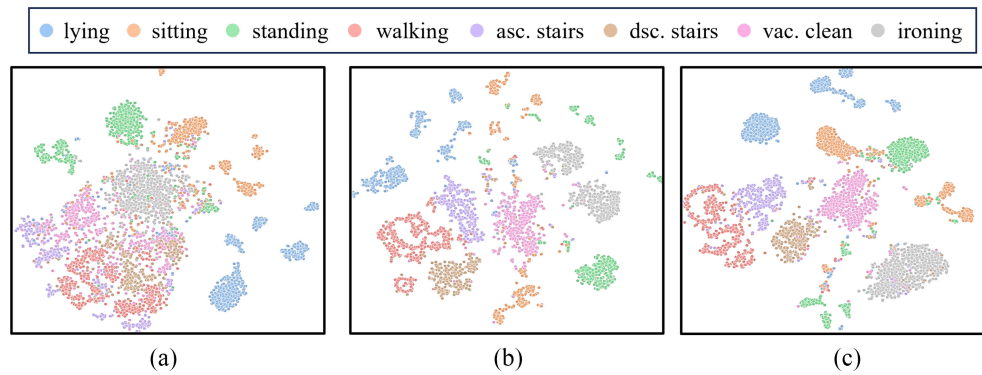 lying sitting standing walking asc. stairs dsc. stairs vac. clean ironing
(a) (b) (c)